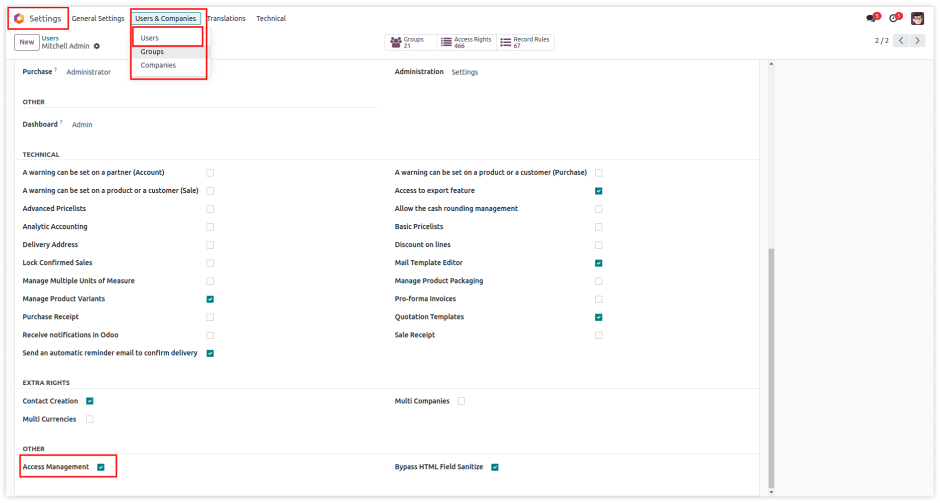 Settings General Settings Users & Companies Translations Technical 5 5
New Users Users Groups 21 Access Rights 466 Record Rules 67 2 / 2
Mitchell Admin
Groups
Companies
Purchase ? Administrator Administration Settings
OTHER
Dashboard ? Admin
TECHNICAL
A warning can be set on a partner (Account) A warning can be set on a product or a customer (Purchase)
A warning can be set on a product or a customer (Sale) Access to export feature
Advanced Pricelists Allow the cash rounding management
Analytic Accounting Basic Pricelists
Delivery Address Discount on lines
Lock Confirmed Sales Mail Template Editor
Manage Multiple Units of Measure Manage Product Packaging
Manage Product Variants Pro-forma Invoices
Purchase Receipt Quotation Templates
Receive notifications in Odoo Sale Receipt
Send an automatic reminder email to confirm delivery
EXTRA RIGHTS
Contact Creation Multi Companies
Multi Currencies
OTHER
Access Management Bypass HTML Field Sanitize